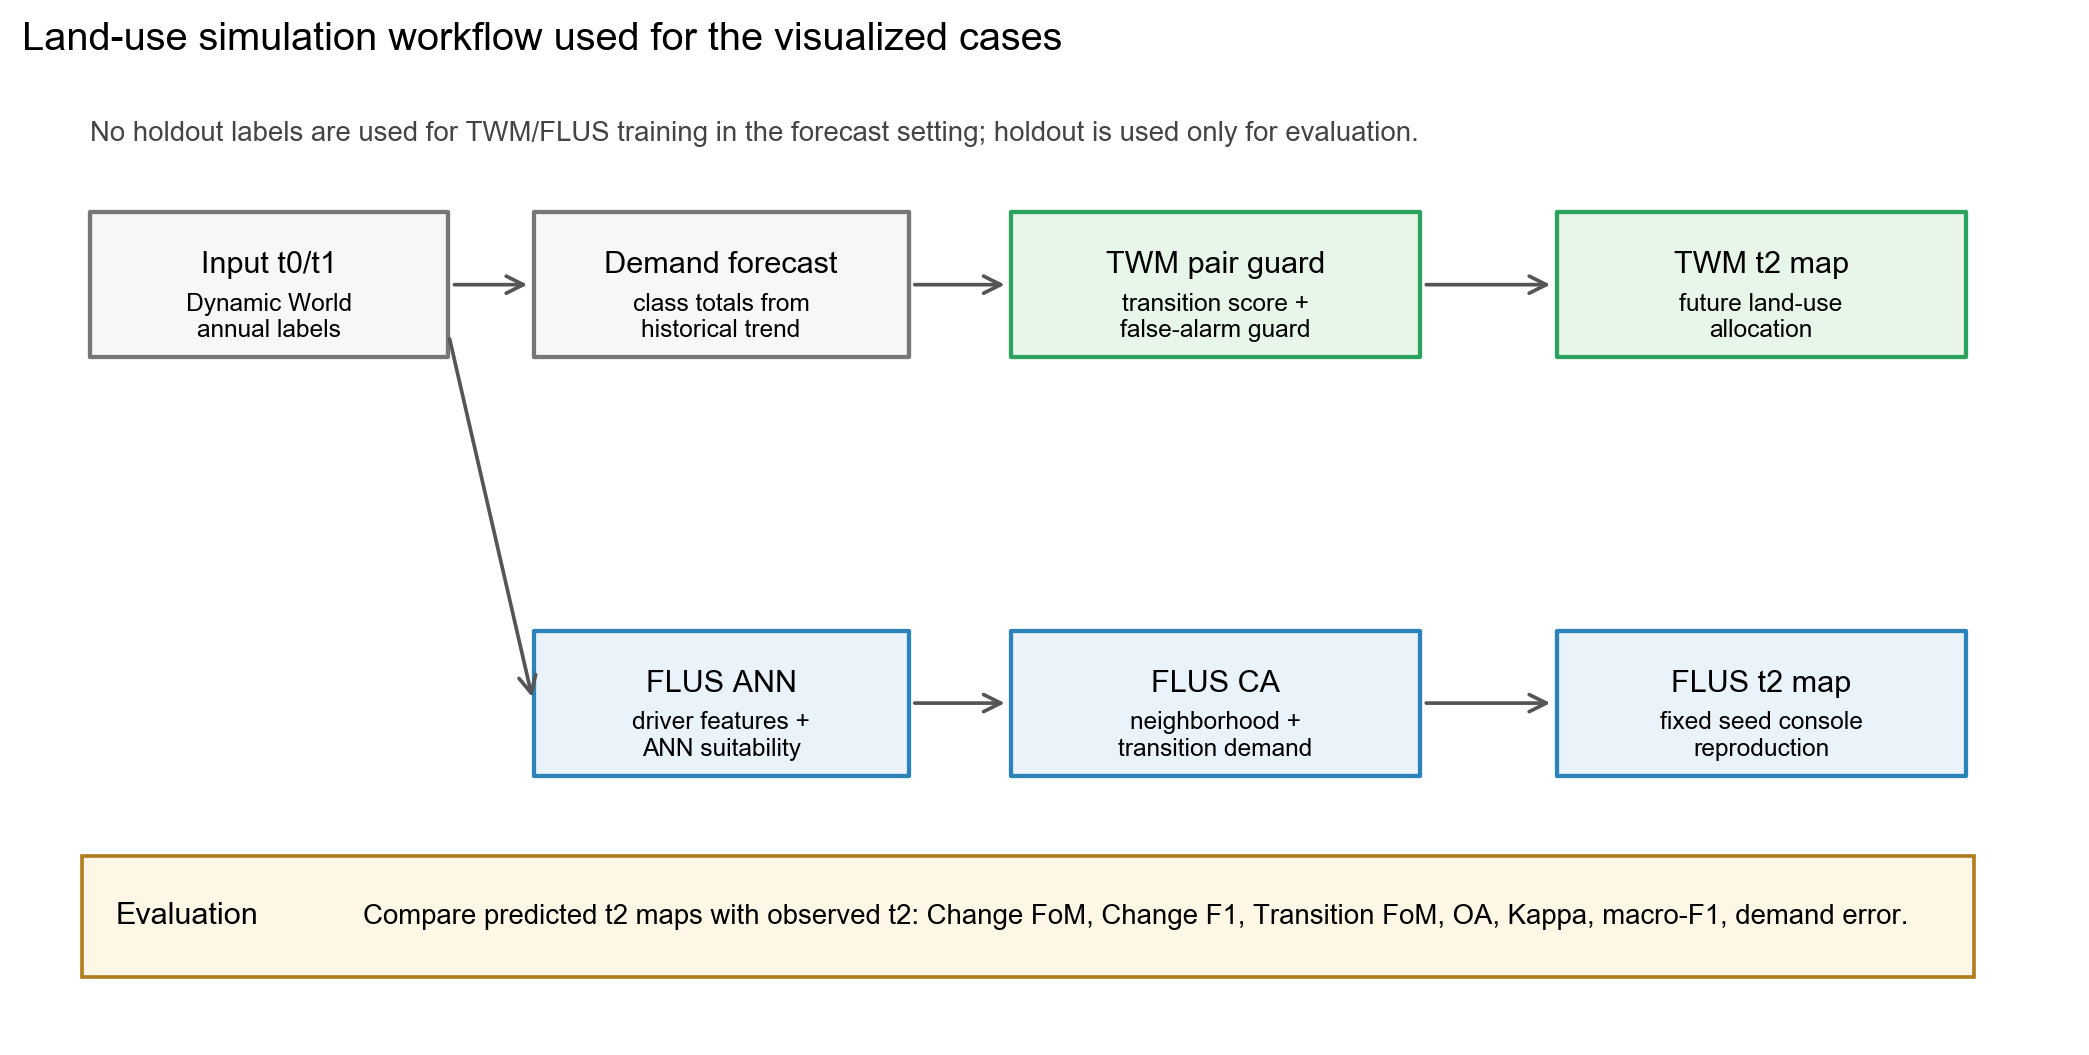 Land-use simulation workflow used for the visualized cases
No holdout labels are used for TWM/FLUS training in the forecast setting; holdout is used only for evaluation.
Input t0/t1
Dynamic World
annual labels
Demand forecast
class totals from
historical trend
TWM pair guard
transition score +
false-alarm guard
TWM t2 map
future land-use
allocation
FLUS ANN
driver features +
ANN suitability
FLUS CA
neighborhood +
transition demand
FLUS t2 map
fixed seed console
reproduction
Evaluation
Compare predicted t2 maps with observed t2: Change FoM, Change F1, Transition FoM, OA, Kappa, macro-F1, demand error.